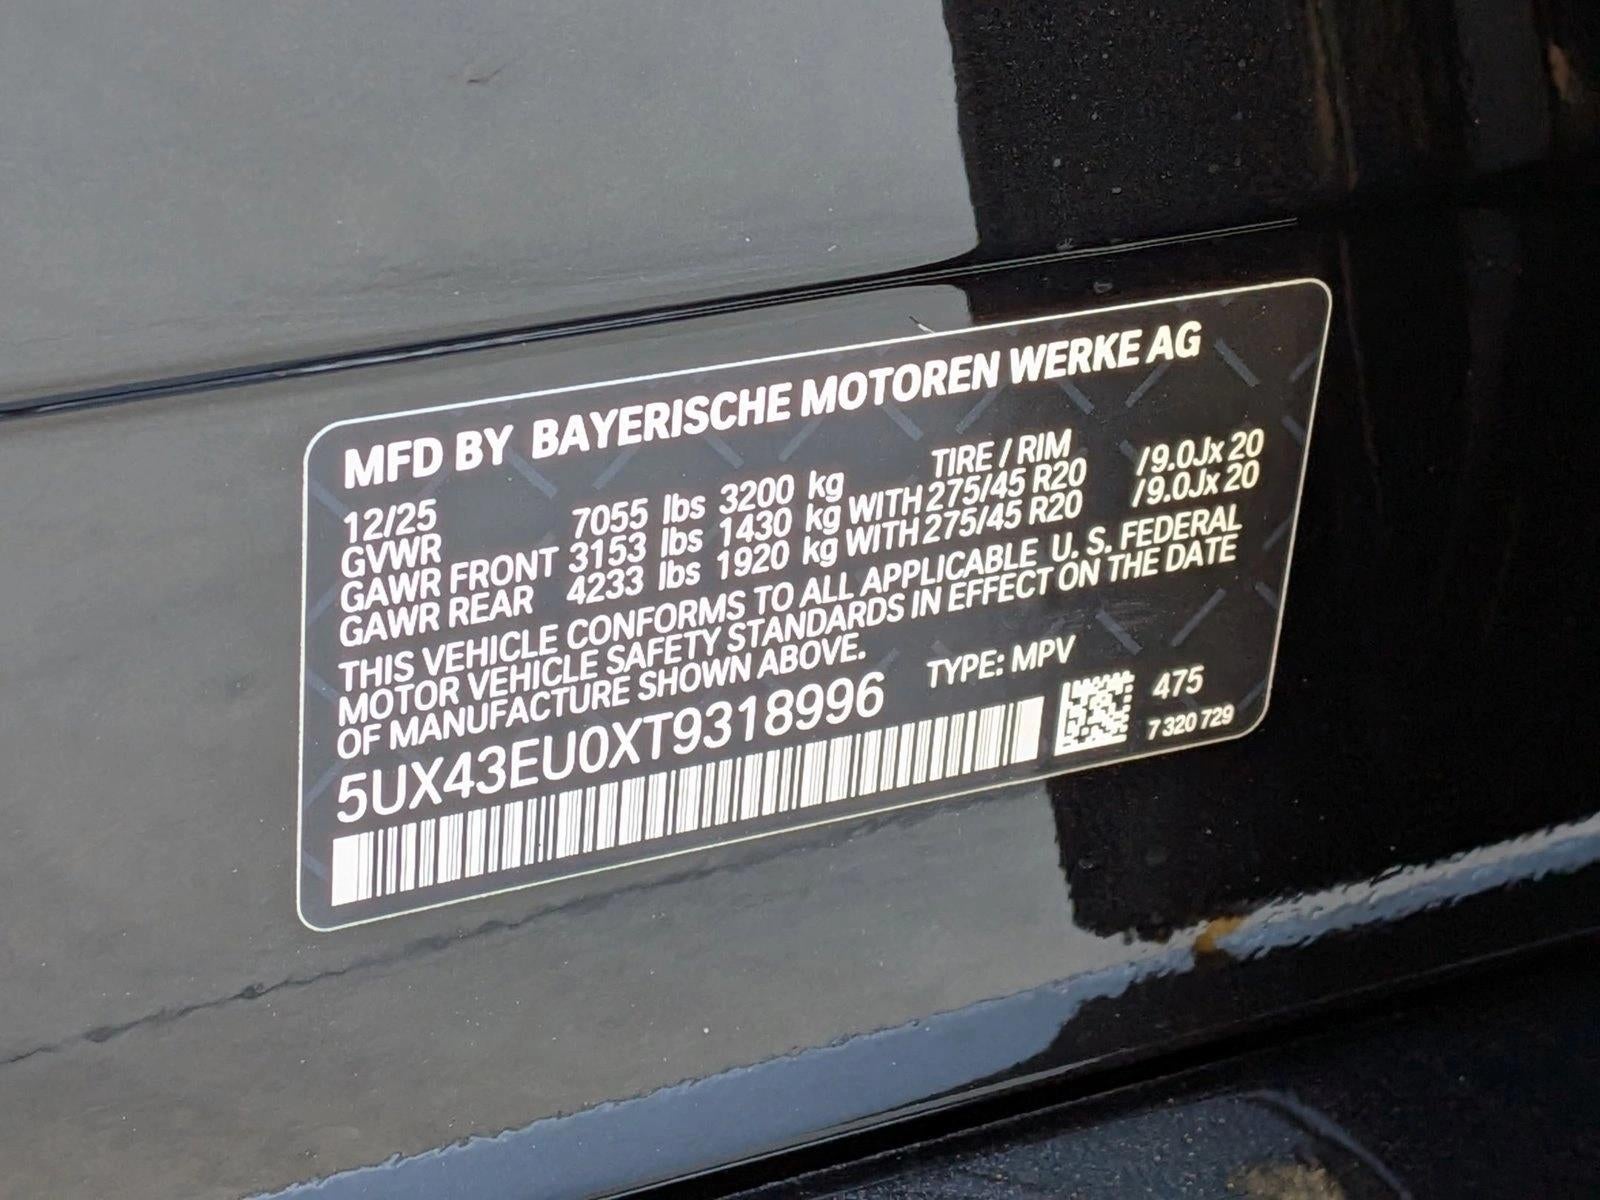 MFD BY BAYERISCHE MOTOREN WERKE AG
12/25 TIRE / RIM
GVWR 7055 lbs 3200 kg
GAWR FRONT 3153 lbs 1430 kg WITH 275/45 R20 /9.0Jx 20
GAWR REAR 4233 lbs 1920 kg WITH 275/45 R20 /9.0Jx 20
THIS VEHICLE CONFORMS TO ALL APPLICABLE U. S. FEDERAL
MOTOR VEHICLE SAFETY STANDARDS IN EFFECT ON THE DATE
OF MANUFACTURE SHOWN ABOVE.
5UX43EU0XT9318996 TYPE: MPV
475
7 320 729